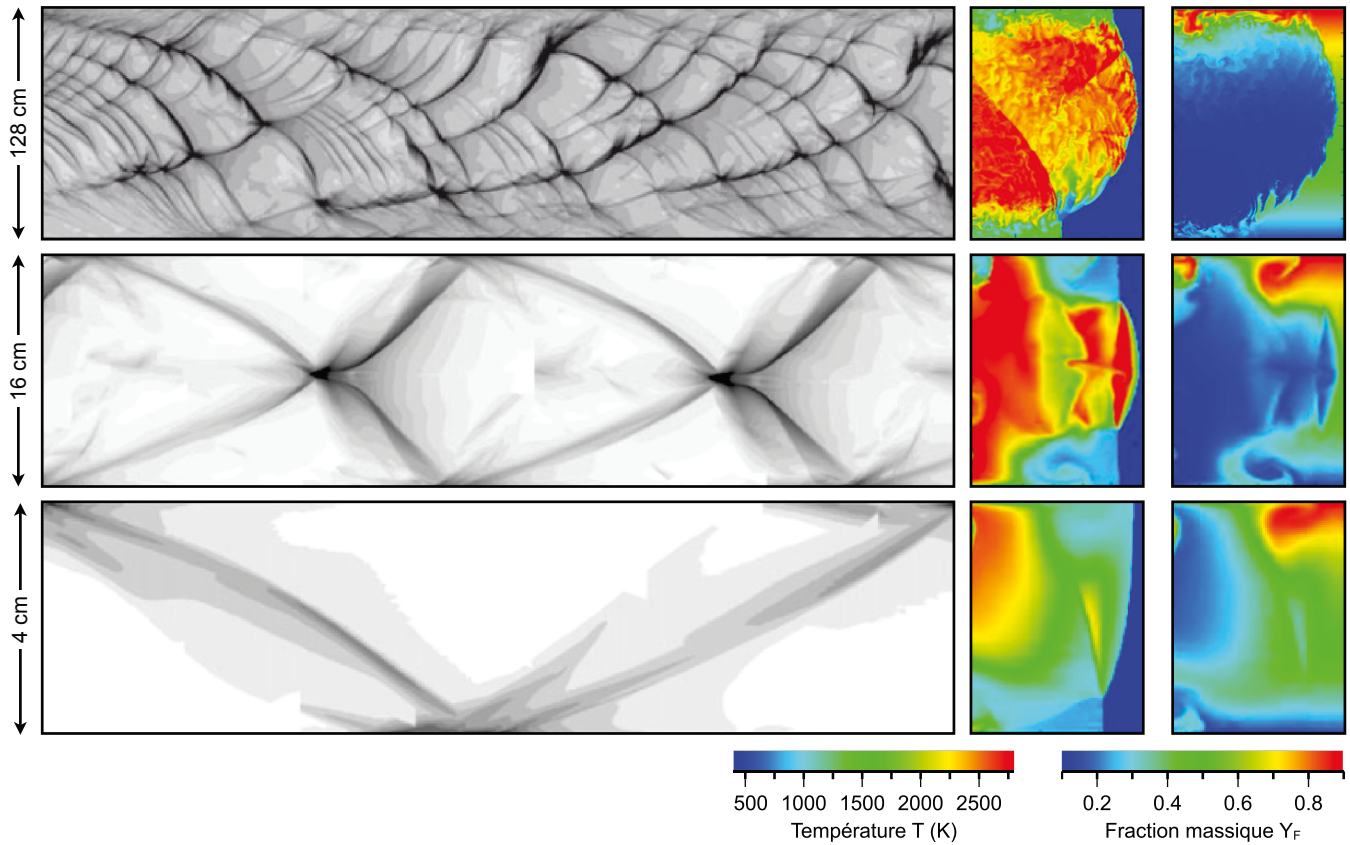 128 cm
16 cm
4 cm
500 1000 1500 2000 2500
Température T (K)
0.2 0.4 0.6 0.8
Fraction massique Y_F